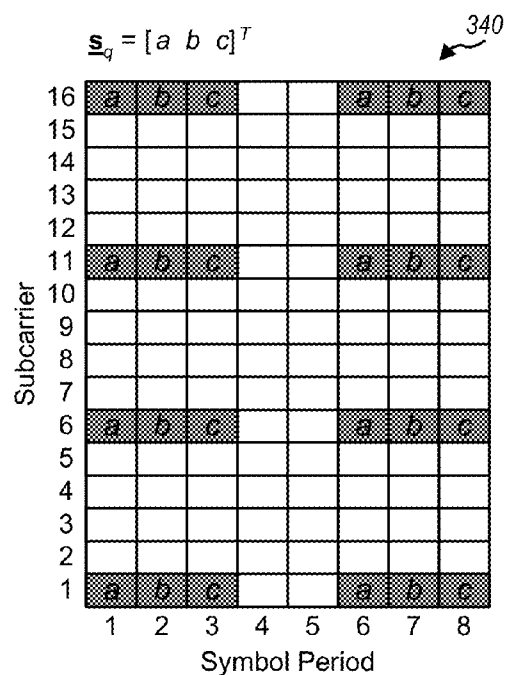 s_q = [a b c]^T
340
16 a b c a b c
15
14
13
12
11 a b c a b c
10
9
8
7
6 a b c a b c
5
4
3
2
1 a b c a b c
Subcarrier
1 2 3 4 5 6 7 8
Symbol Period